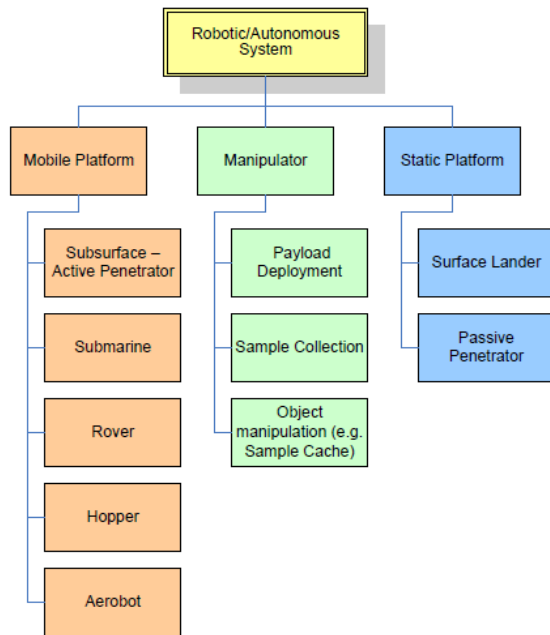 Robotic/Autonomous
System
Mobile Platform
Manipulator
Static Platform
Subsurface –
Active Penetrator
Submarine
Rover
Hopper
Aerobot
Payload
Deployment
Sample Collection
Object
manipulation (e.g.
Sample Cache)
Surface Lander
Passive
Penetrator